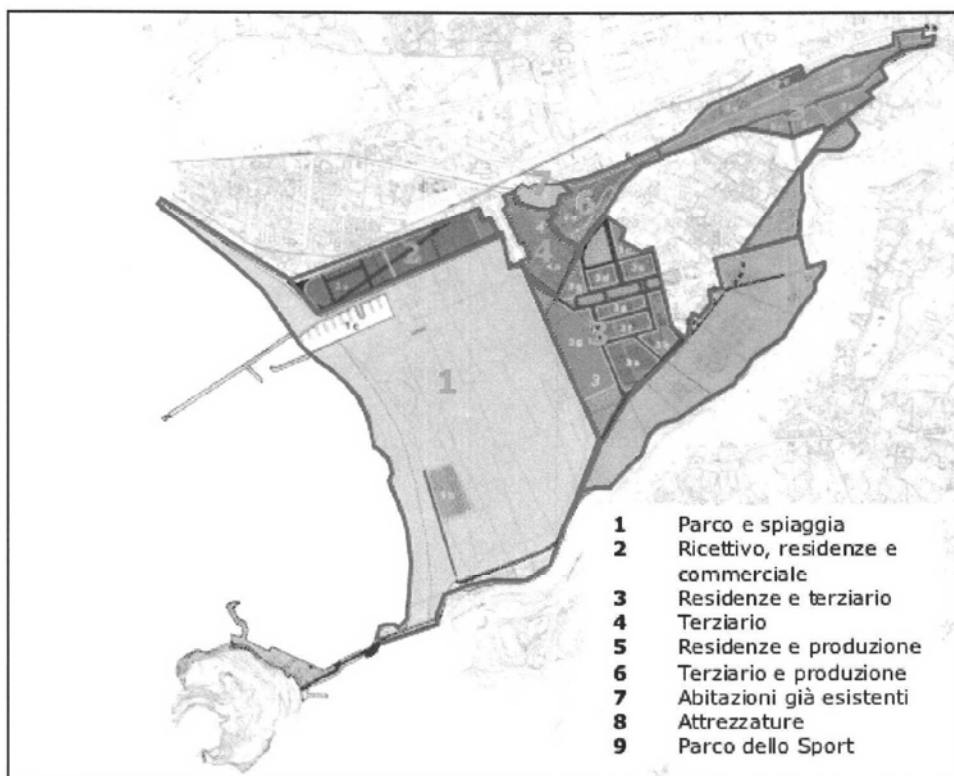 7
6
4
2
3
1
1 Parco e spiaggia
2 Ricettivo, residenze e
commerciale
3 Residenze e terziario
4 Terziario
5 Residenze e produzione
6 Terziario e produzione
7 Abitazioni già esistenti
8 Attrezzature
9 Parco dello Sport